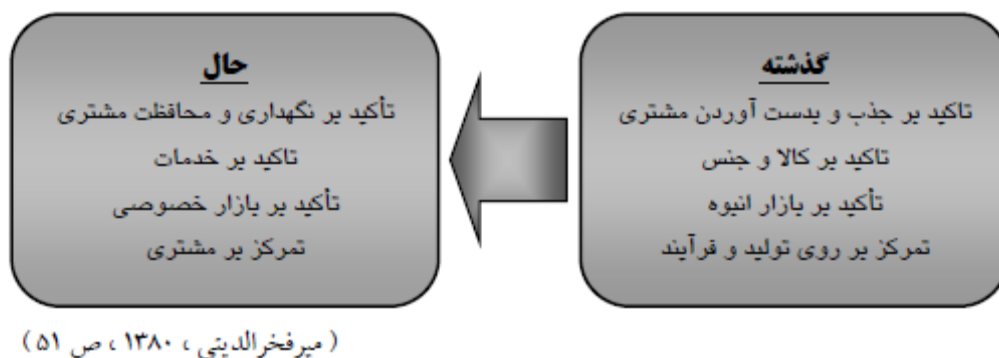 گذشته
تاکید بر جذب و بدست آوردن مشتری
تاکید بر کالا و جنس
تأکید بر بازار انبوه
تمرکز بر روی تولید و فرآیند
حال
تأکید بر نگهداری و محافظت مشتری
تاکید بر خدمات
تأکید بر بازار خصوصی
تمرکز بر مشتری
( میرفخرالدینی ، ۱۳۸۰ ، ص ۵۱ )